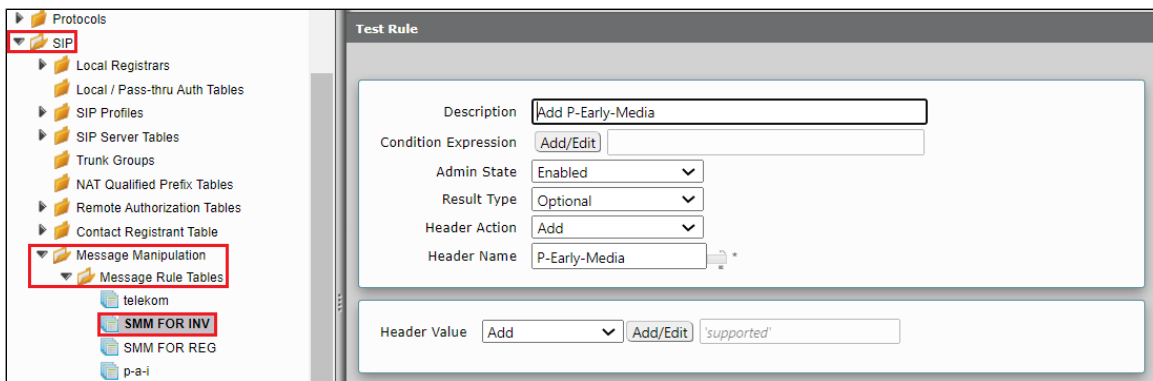 Protocols
SIP
Local Registrars
Local / Pass-thru Auth Tables
SIP Profiles
SIP Server Tables
Trunk Groups
NAT Qualified Prefix Tables
Remote Authorization Tables
Contact Registrant Table
Message Manipulation
Message Rule Tables
telekom
SMM FOR INV
SMM FOR REG
p-a-i
Test Rule
Description Add P-Early-Media
Condition Expression Add/Edit
Admin State Enabled
Result Type Optional
Header Action Add
Header Name P-Early-Media *
Header Value Add Add/Edit 'supported'